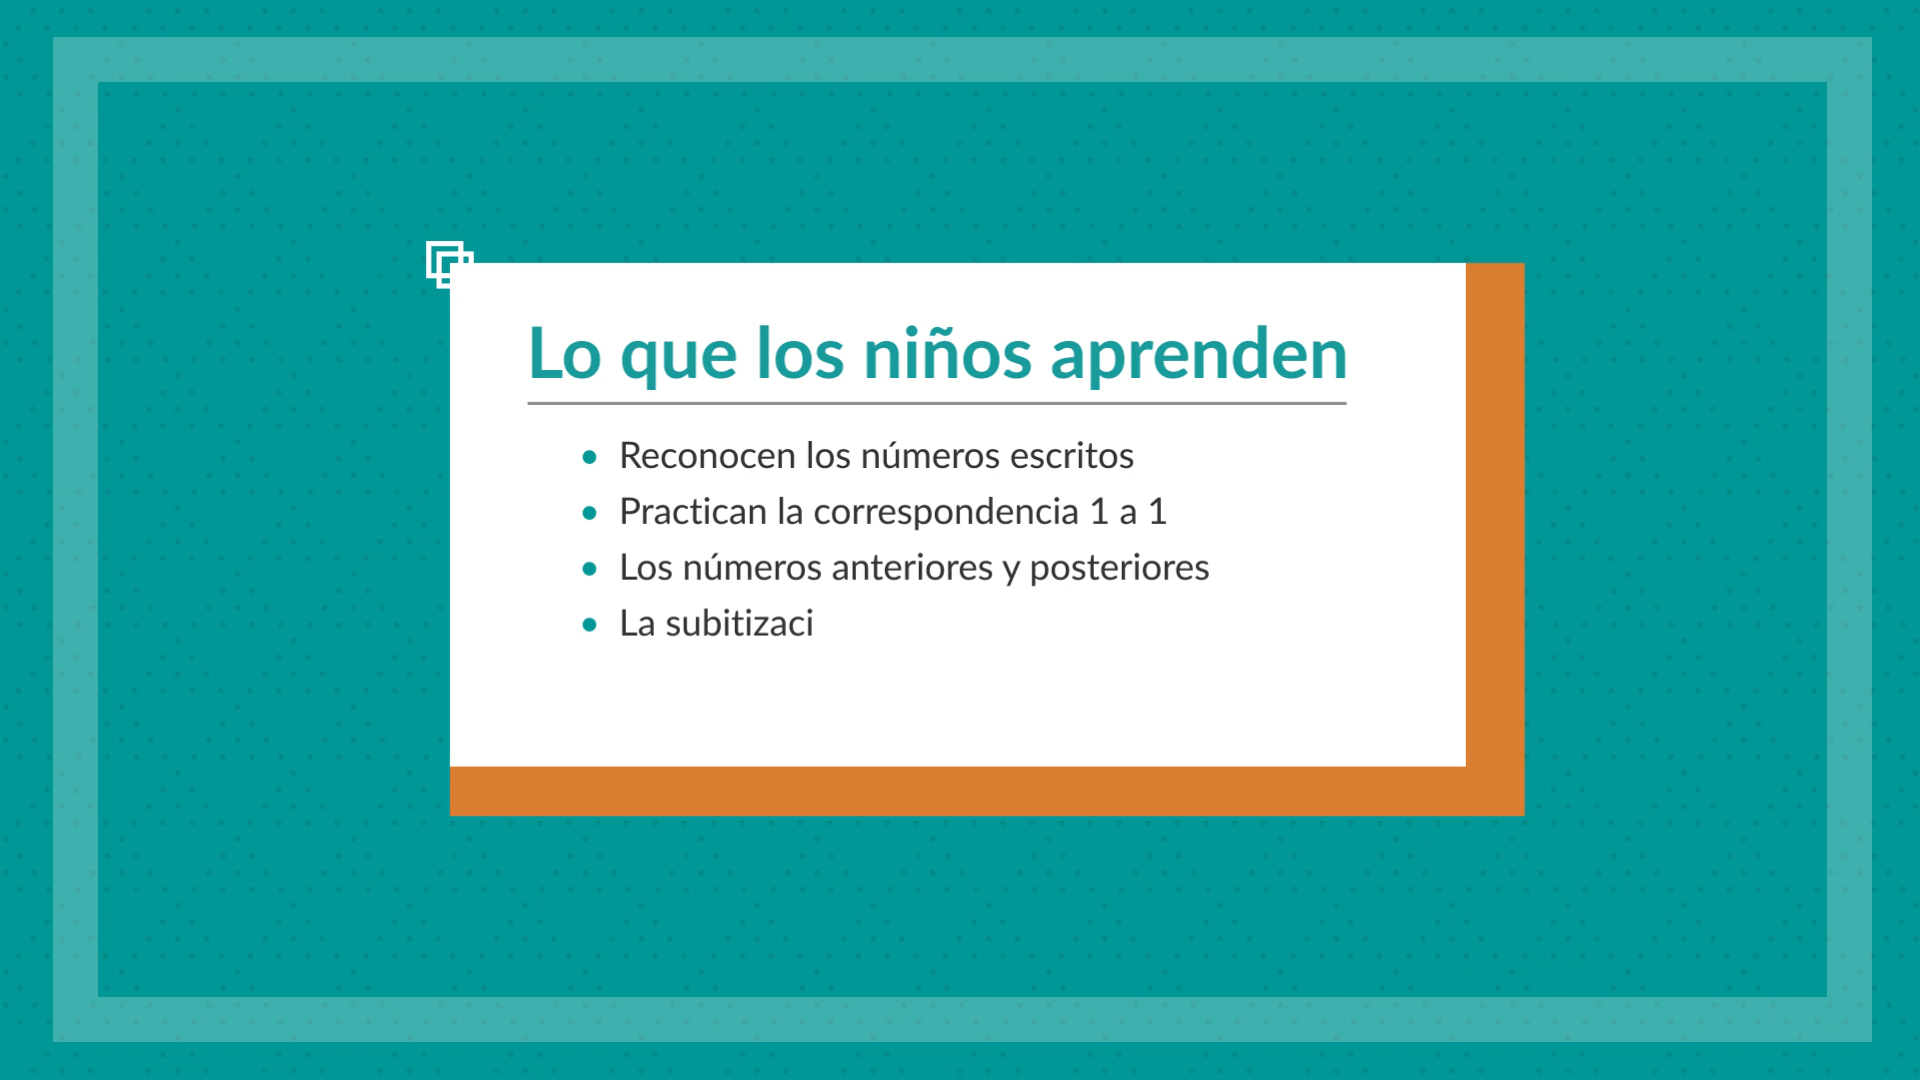 Lo que los niños aprenden
• Reconocen los números escritos
• Practican la correspondencia 1 a 1
• Los números anteriores y posteriores
• La subitizaci